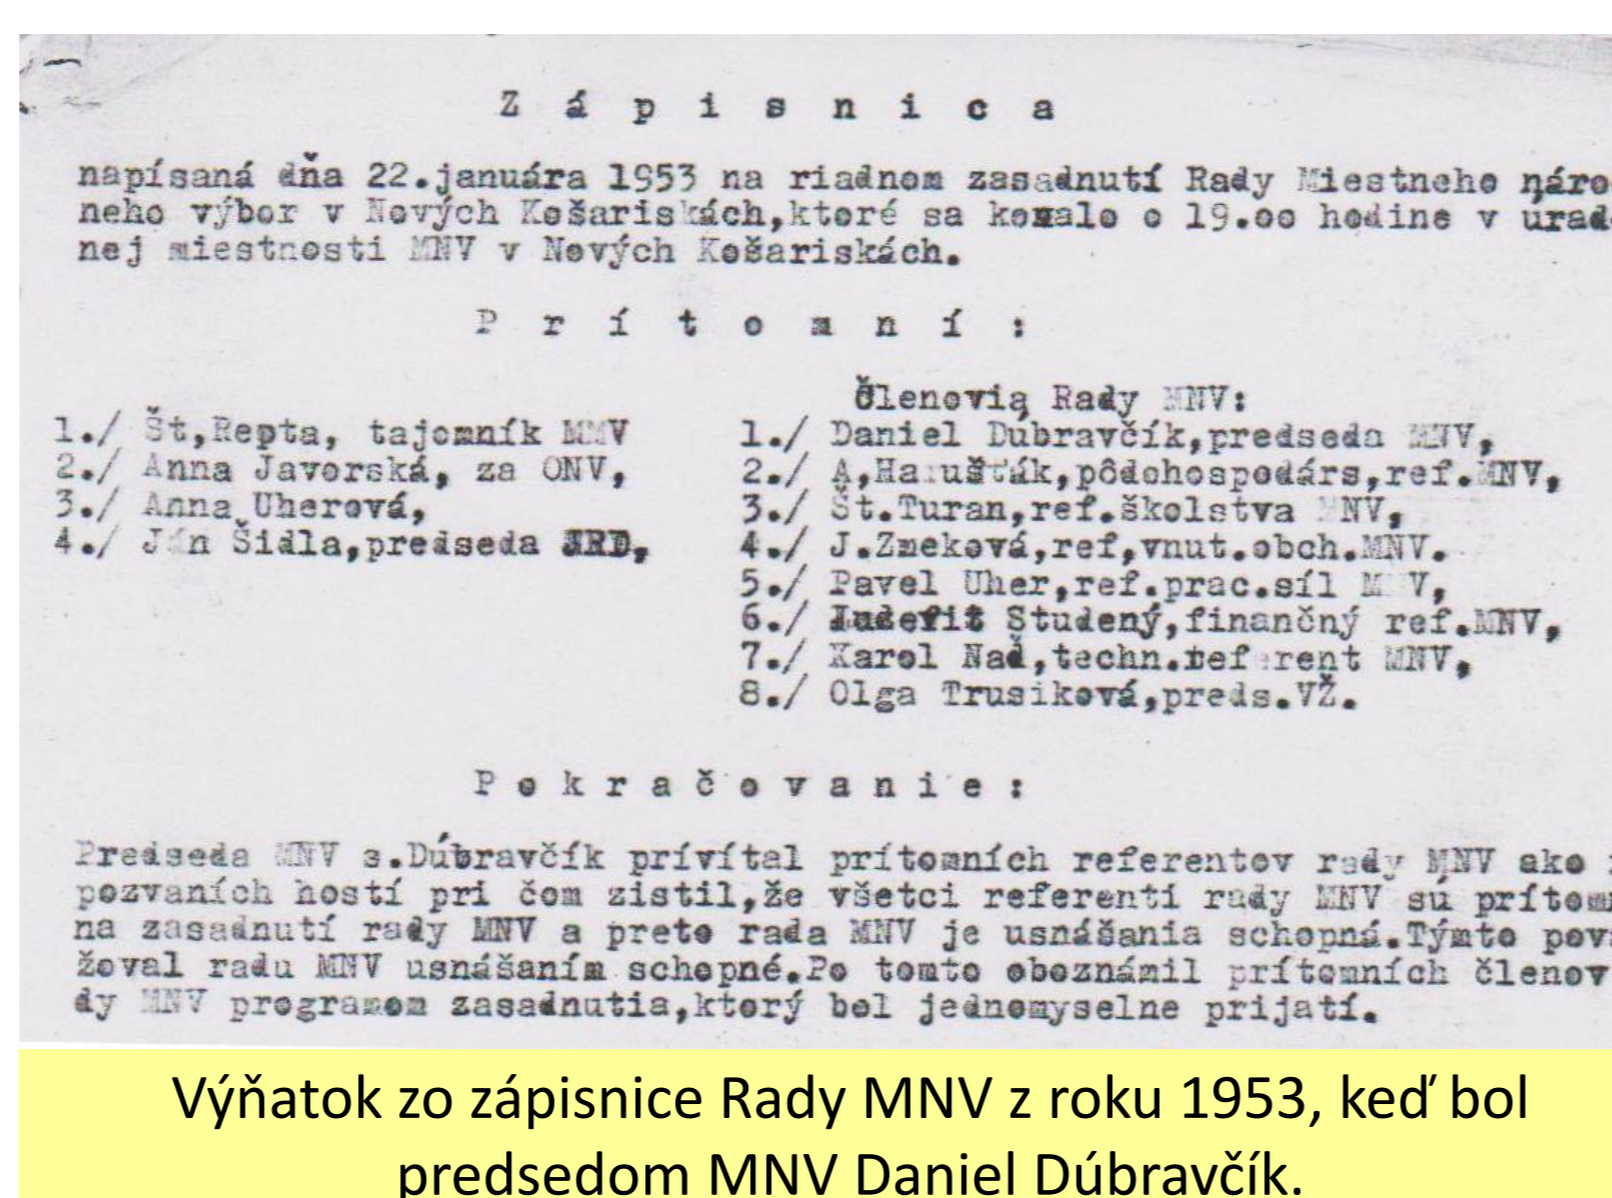 Z á p i s n i c a
napísaná dňa 22.januára 1953 na riadnom zasadnutí Rady Miestneho náro
neho výbor v Nových Košariskách,ktoré sa konalo o 19.oo hodine v urad
nej miestnosti MNV v Nových Košariskách.
P r í t o m n í :
1./ Št,Repta, tajomník MNV
2./ Anna Javorská, za ONV,
3./ Anna Uherová,
4./ Ján Šidla,predseda JRD,
Členovia Rady MNV:
1./ Daniel Dúbravčík,predseda MNV,
2./ A,Harušťák,pôdohospodárs,ref.MNV,
3./ Št.Turan,ref.školstva MNV,
4./ J.Zmeková,ref,vnut.obch.MNV.
5./ Pavel Uher,ref.prac.síl MNV,
6./ Ľudevit Studený,finančný ref.MNV,
7./ Karol Naď,techn.referent MNV,
8./ Olga Trusiková,preds.VŽ.
P o k r a č o v a n i e :
Predseda MNV s.Dúbravčík prívítal prítomních referentov rady MNV ako
pozvaních hostí pri čom zistil,že všetci referentí rady MNV sú prítomn
na zasadnutí rady MNV a preto rada MNV je usnášania schopná.Týmto pova
žoval radu MNV usnášaním schopné.Po tomto oboznámil prítomních členov
dy MNV programom zasadnutia,ktorý bol jednomyselne prijatí.
Výňatok zo zápisnice Rady MNV z roku 1953, keď bol
predsedom MNV Daniel Dúbravčík.